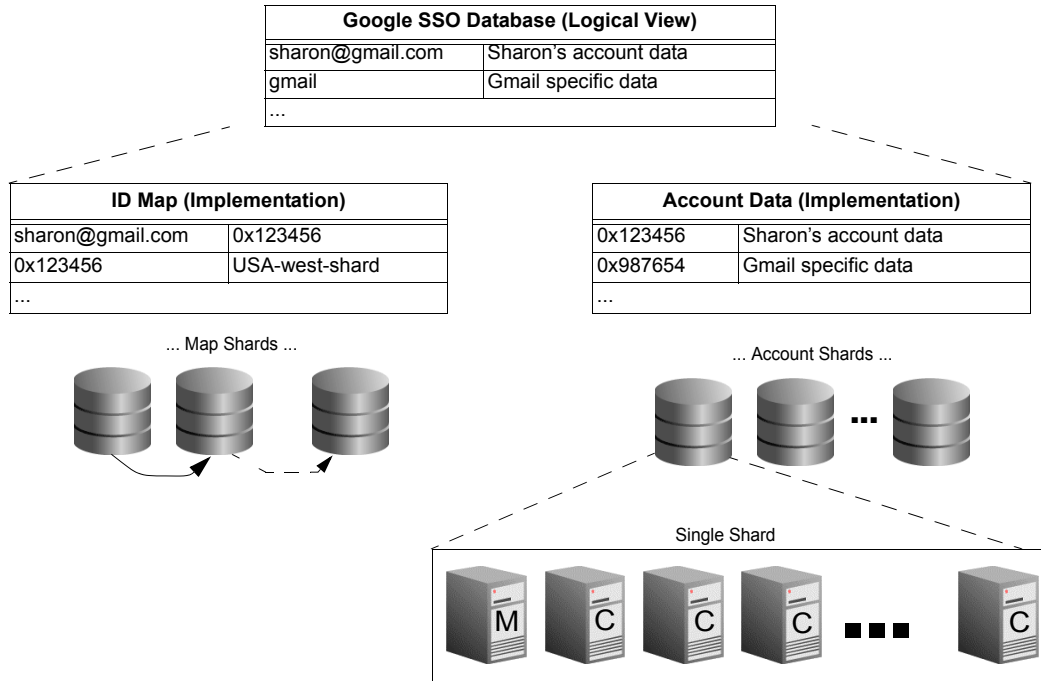 Google SSO Database (Logical View)
sharon@gmail.com Sharon's account data
gmail Gmail specific data
...
ID Map (Implementation)
sharon@gmail.com 0x123456
0x123456 USA-west-shard
...
Account Data (Implementation)
0x123456 Sharon's account data
0x987654 Gmail specific data
...
... Map Shards ...
... Account Shards ...
...
Single Shard
M C C C ... C